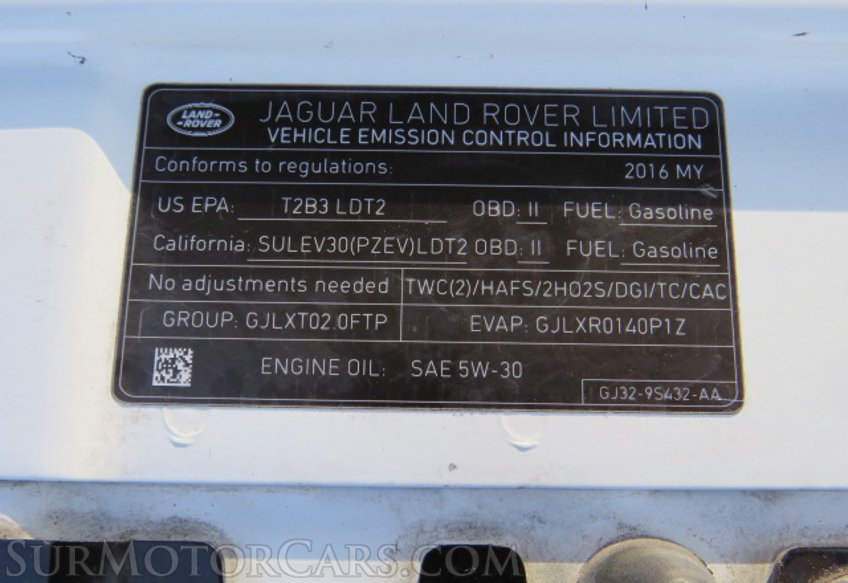 LAND-
ROVER
JAGUAR LAND ROVER LIMITED
VEHICLE EMISSION CONTROL INFORMATION
Conforms to regulations: 2016 MY
US EPA: T2B3 LDT2 OBD: II FUEL: Gasoline
California: SULEV30(PZEV)LDT2 OBD: II FUEL: Gasoline
No adjustments needed TWC(2)/HAFS/2HO2S/DGI/TC/CAC
GROUP: GJLXT02.0FTP EVAP: GJLXR0140P1Z
ENGINE OIL: SAE 5W-30
GJ32-9S432-AA
SURMOTORCARS.COM